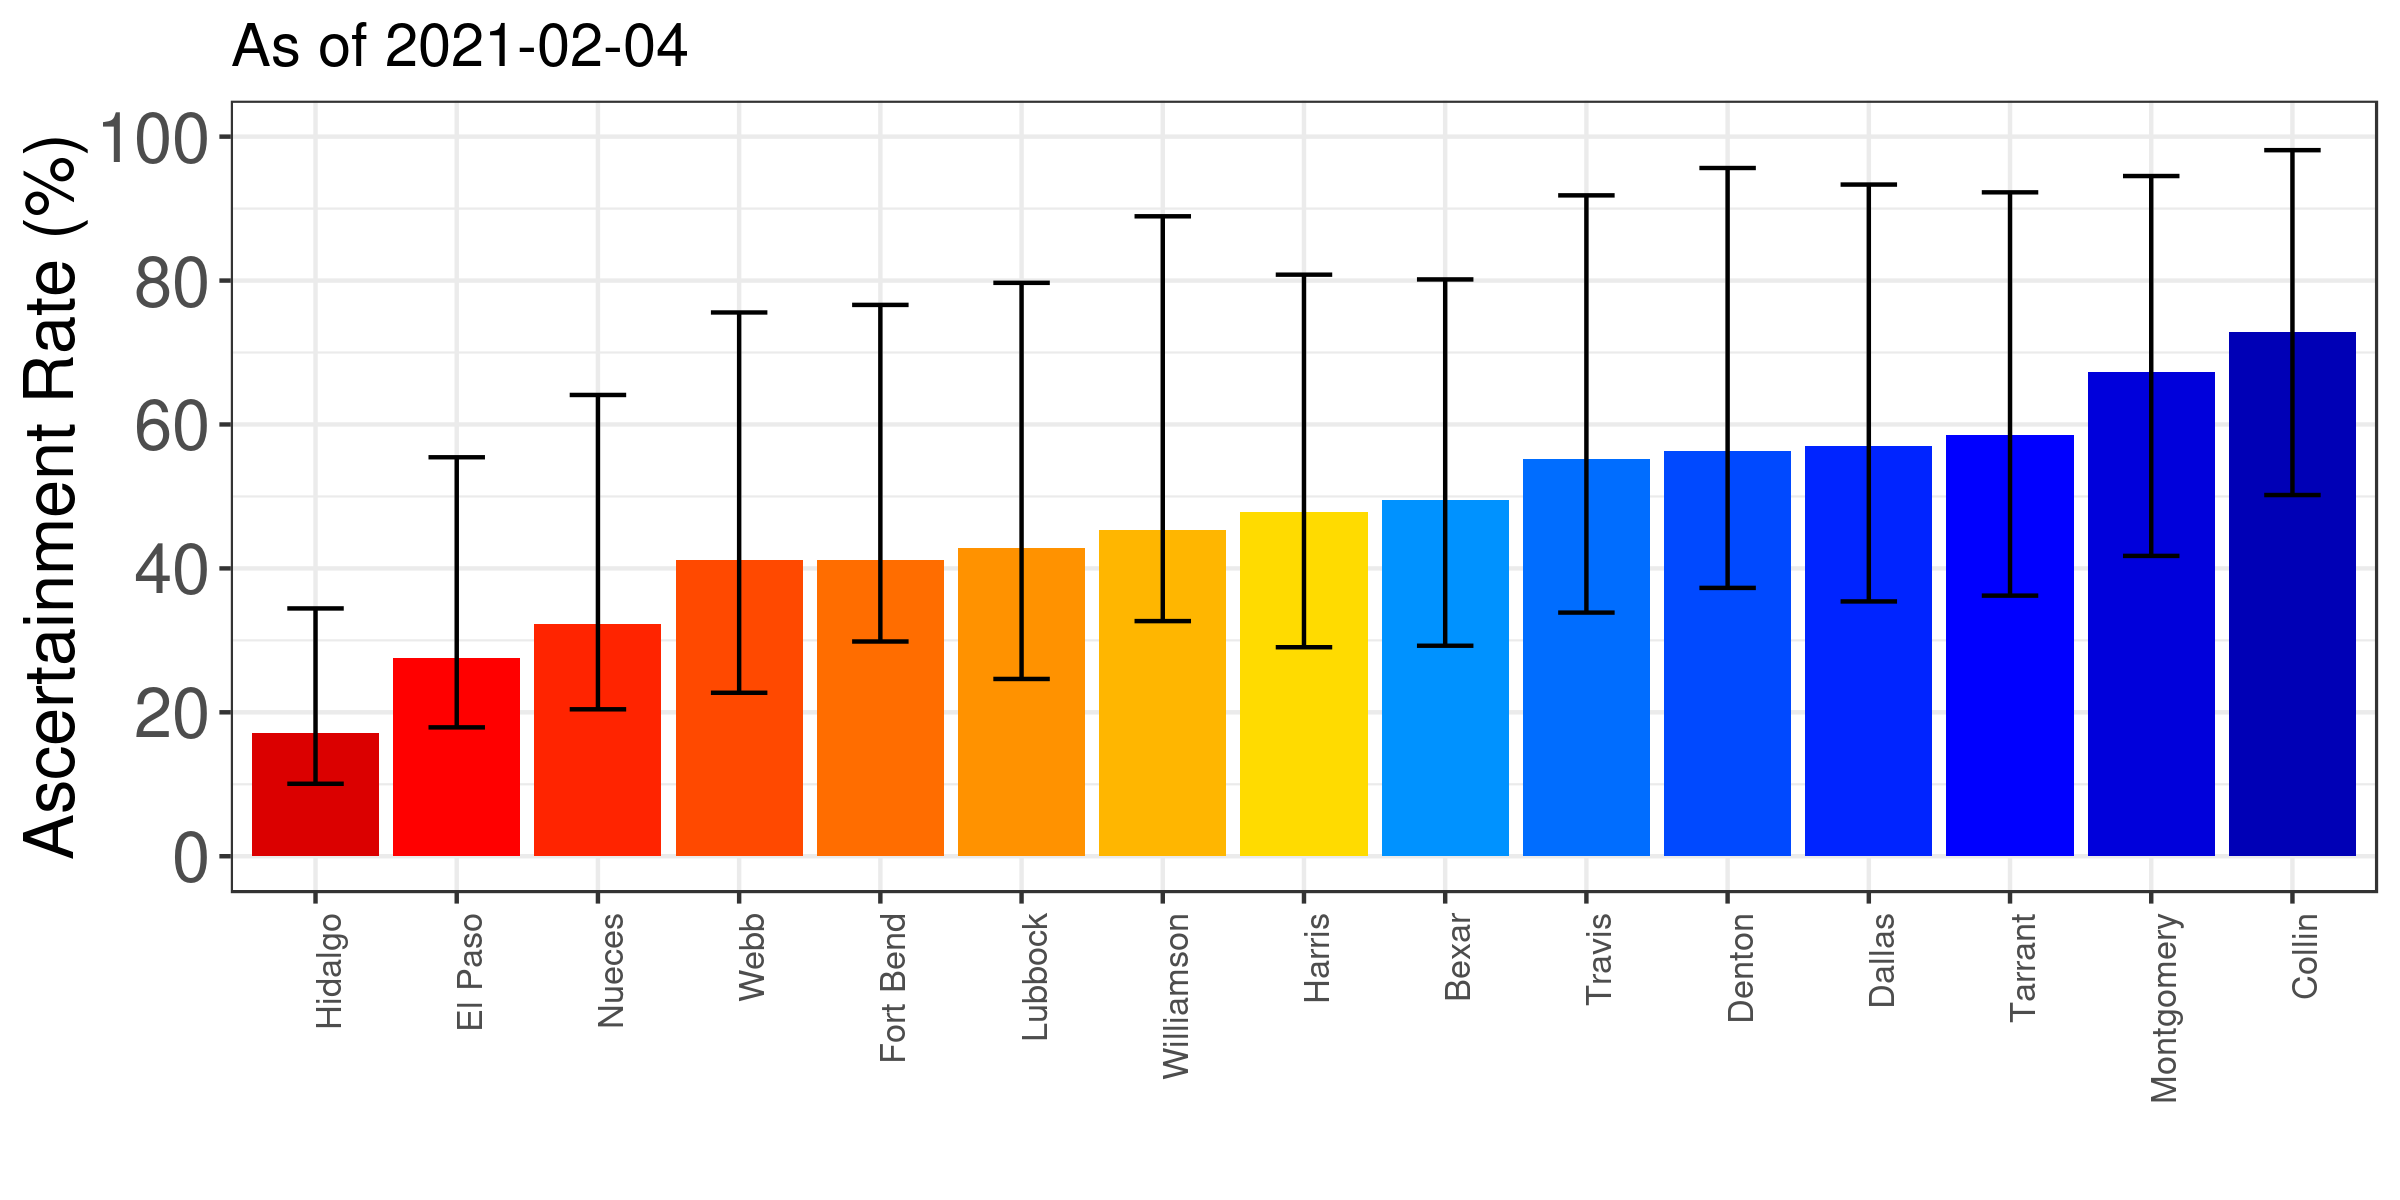 As of 2021-02-04
Ascertainment Rate (%)
100
80
60
40
20
0
Hidalgo
El Paso
Nueces
Webb
Fort Bend
Lubbock
Williamson
Harris
Bexar
Travis
Denton
Dallas
Tarrant
Montgomery
Collin